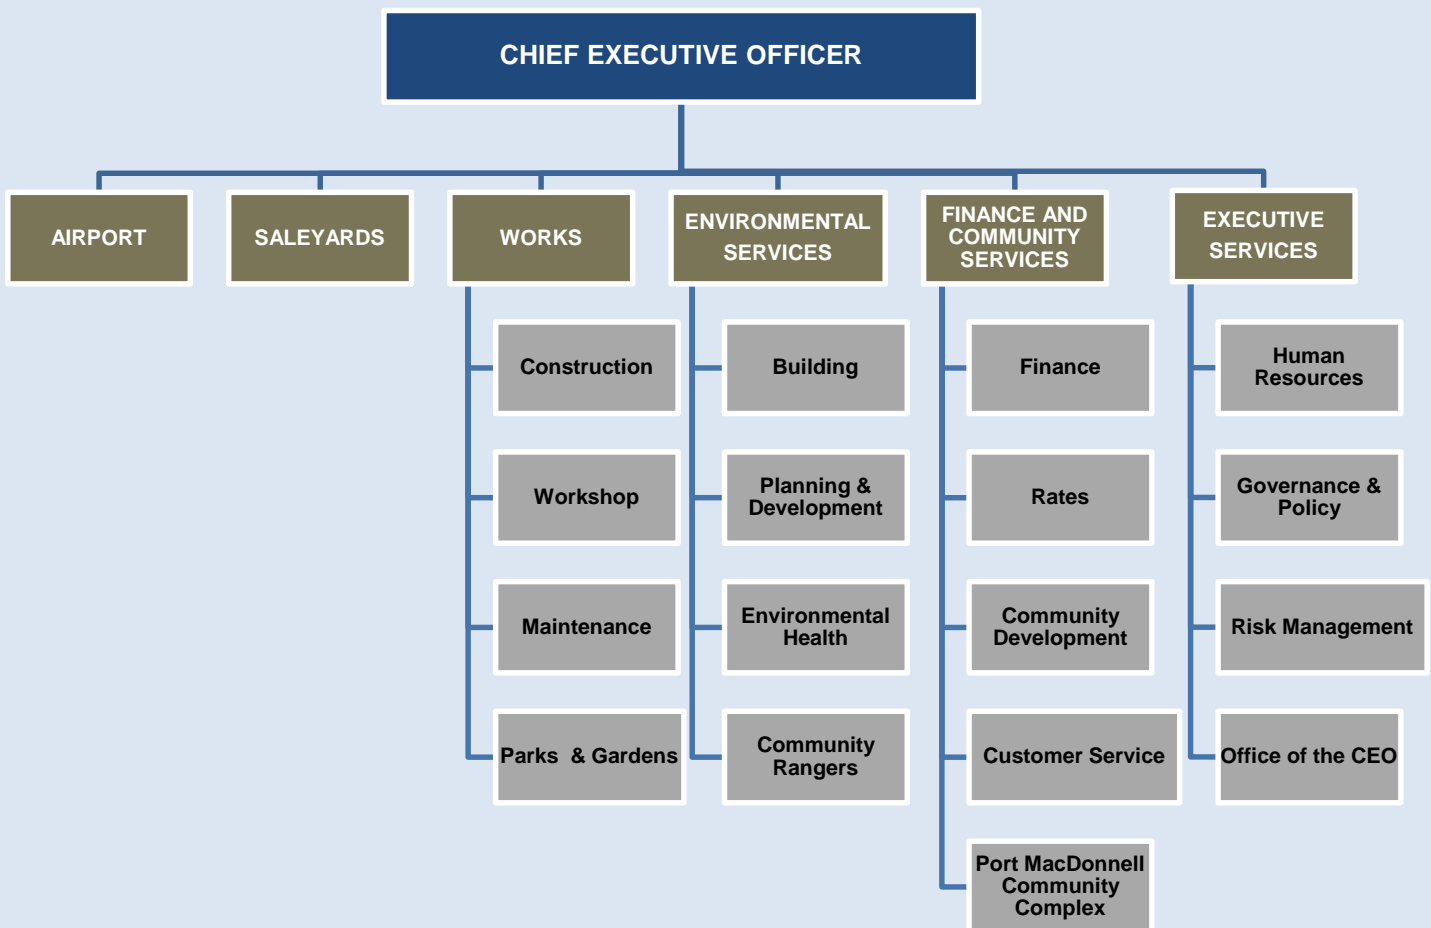 CHIEF EXECUTIVE OFFICER
AIRPORT
SALEYARDS
WORKS
ENVIRONMENTAL
SERVICES
FINANCE AND
COMMUNITY
SERVICES
EXECUTIVE
SERVICES
Construction
Workshop
Maintenance
Parks & Gardens
Building
Planning &
Development
Environmental
Health
Community
Rangers
Finance
Rates
Community
Development
Customer Service
Port MacDonnell
Community
Complex
Human
Resources
Governance &
Policy
Risk Management
Office of the CEO